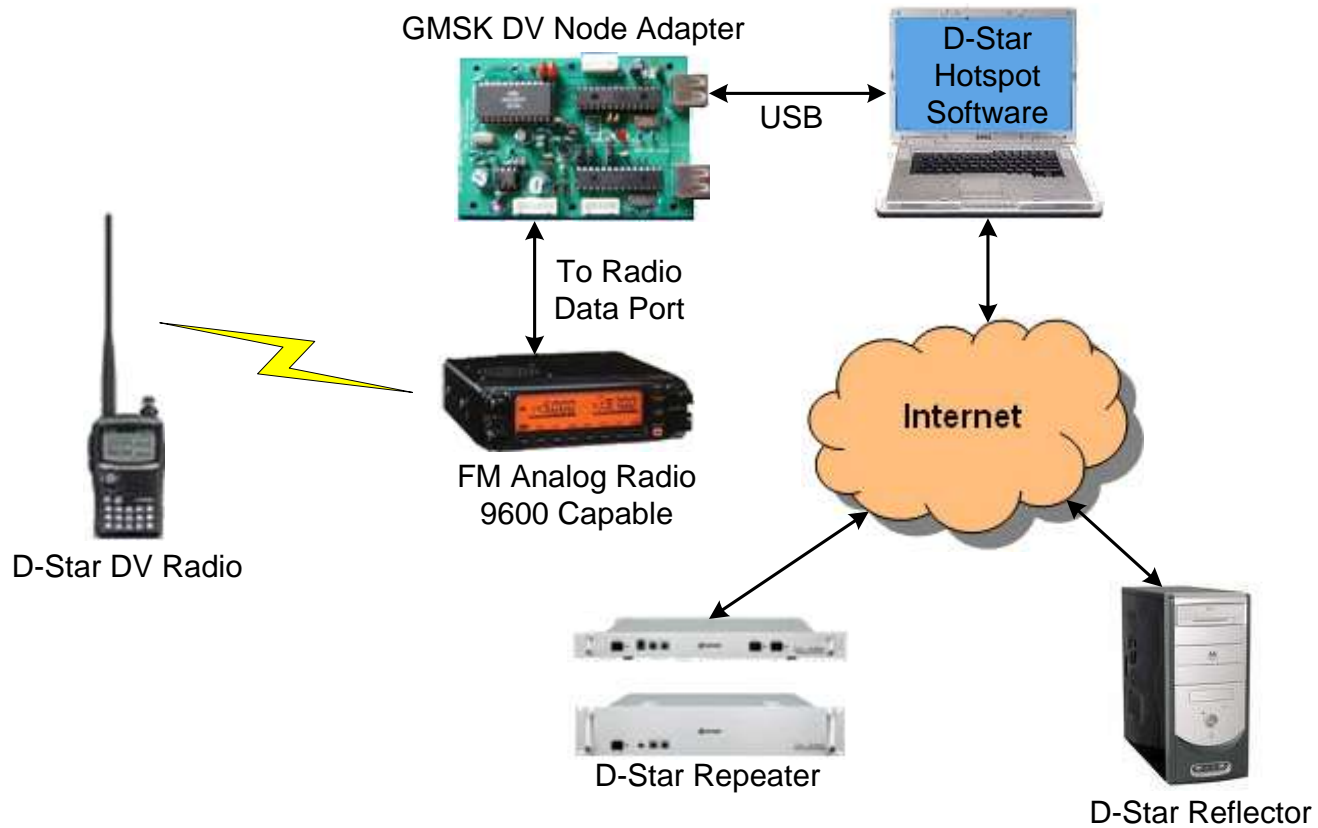 GMSK DV Node Adapter
D-Star
Hotspot
Software
USB
To Radio
Data Port
Internet
FM Analog Radio
9600 Capable
D-Star DV Radio
D-Star Repeater
D-Star Reflector